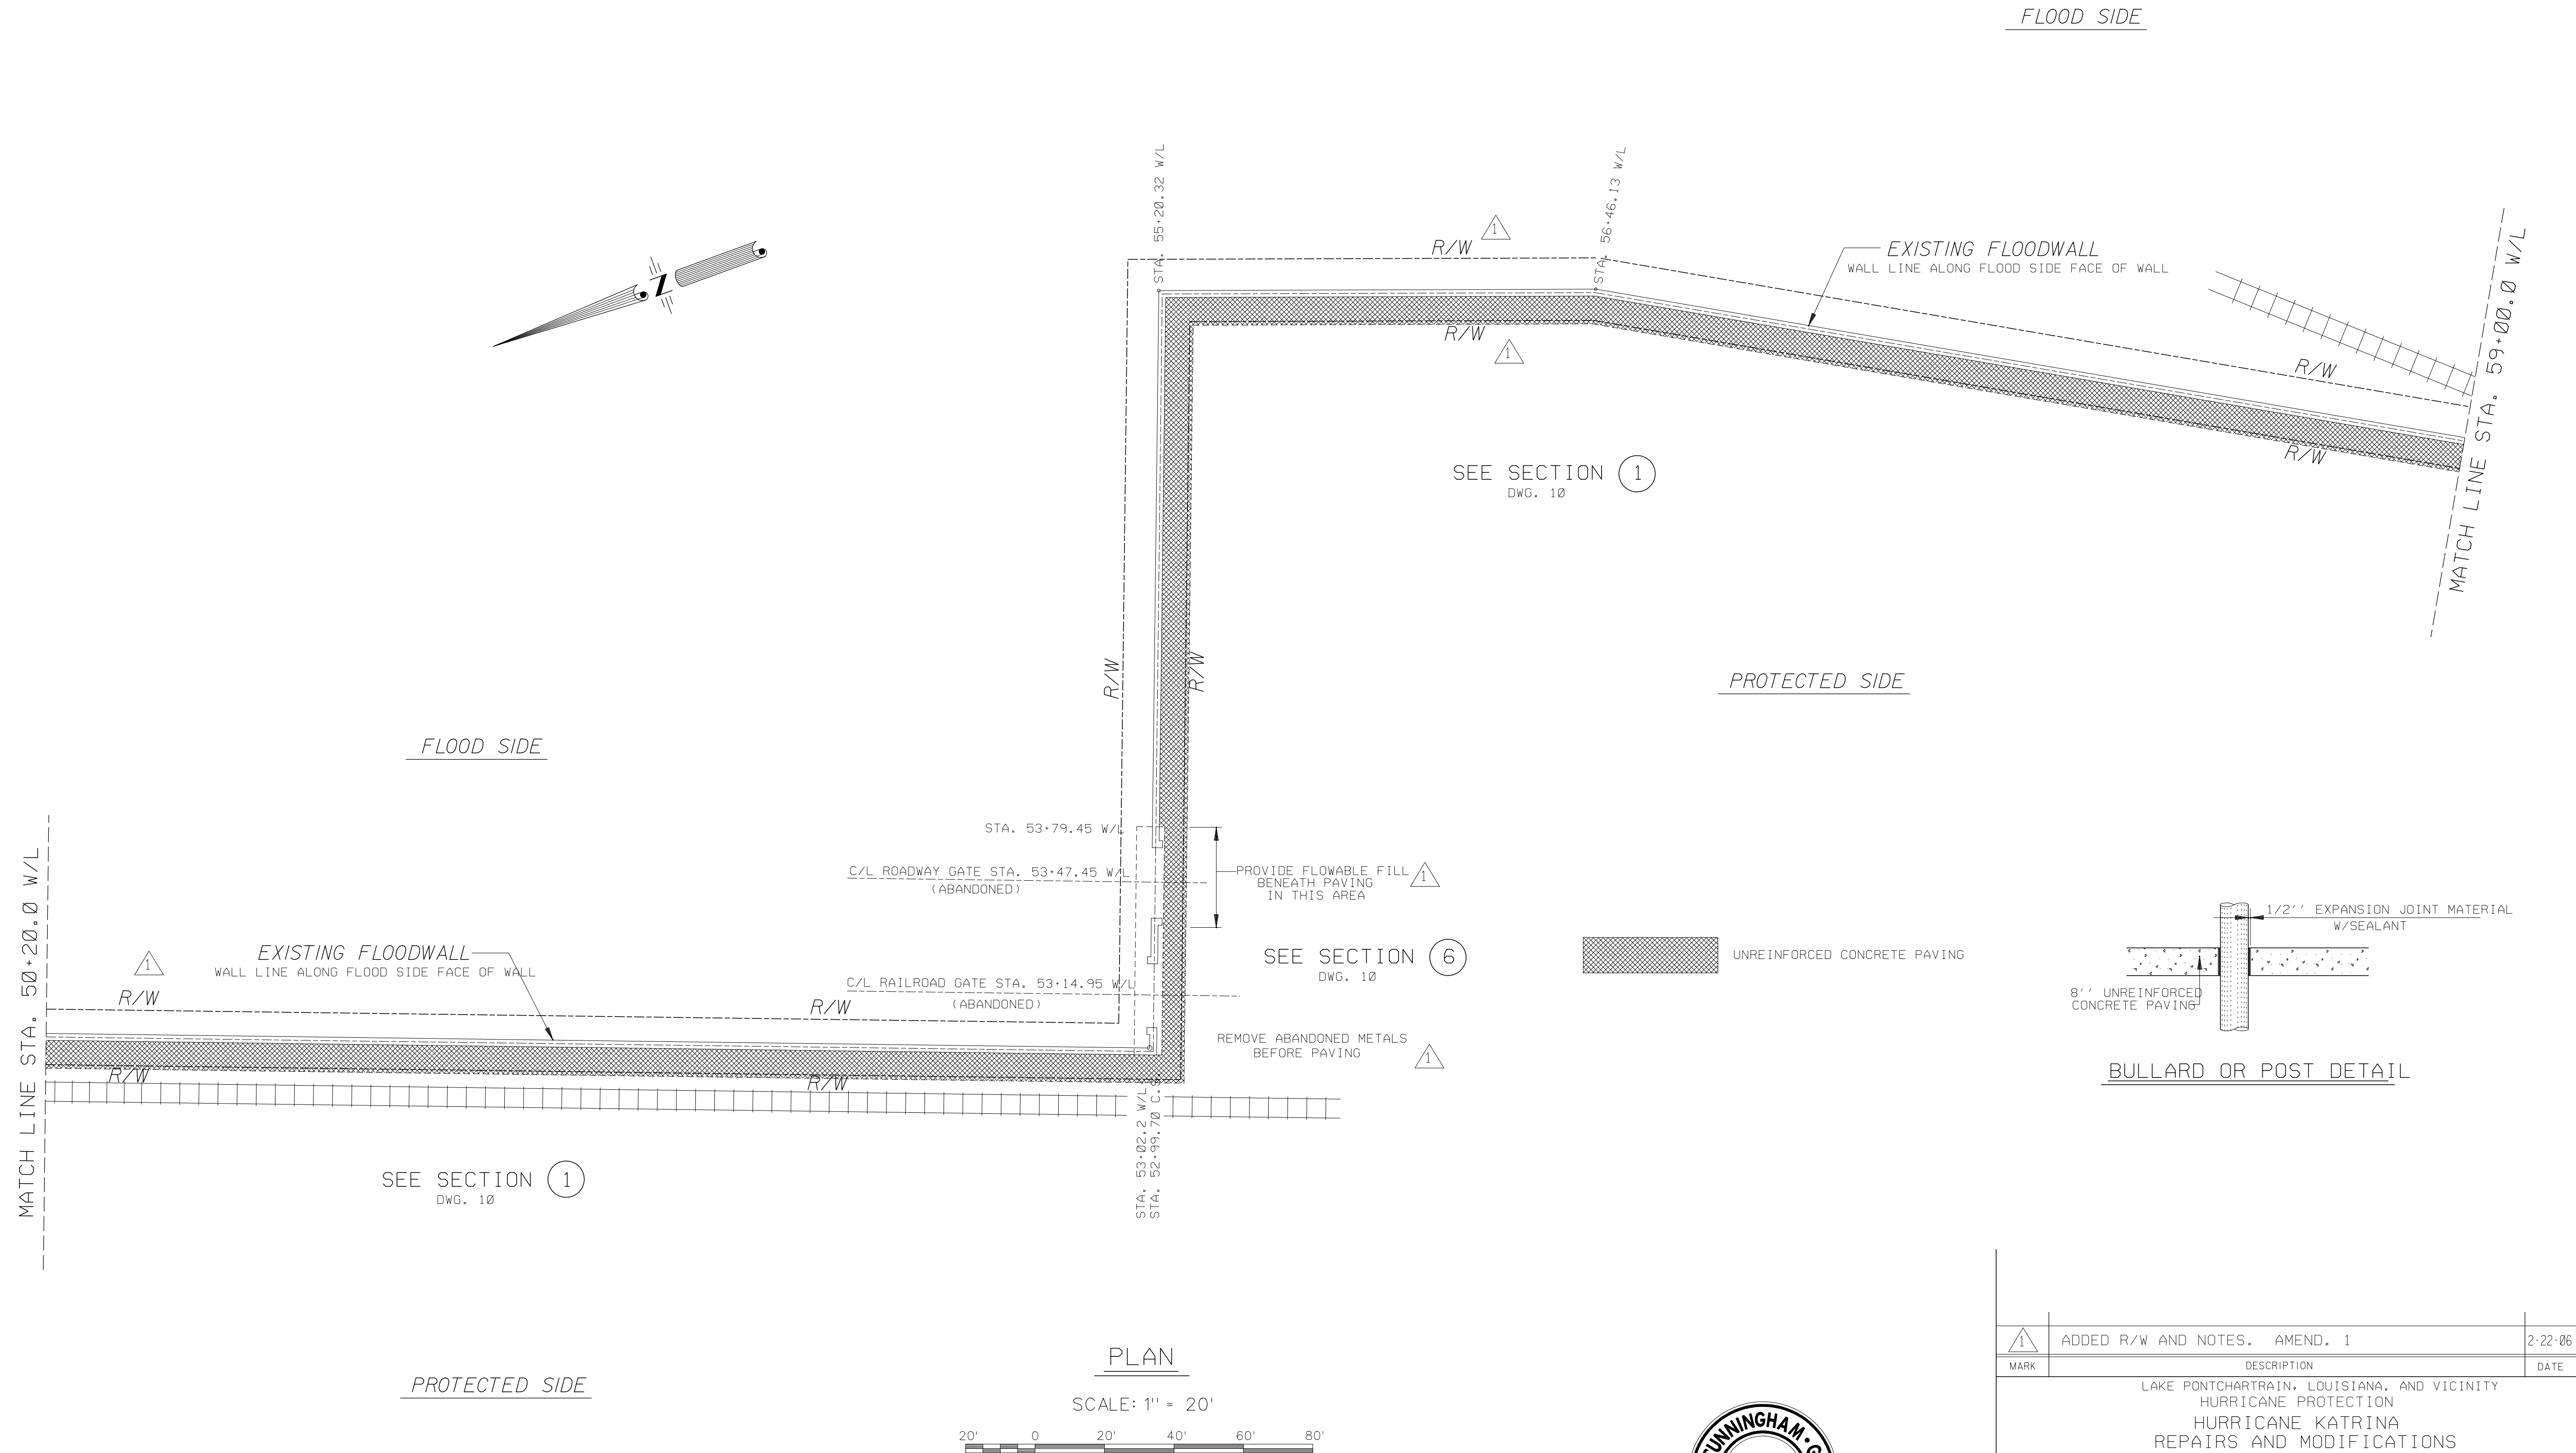 FLOOD SIDE
STA. 55+20.32 W/L
STA. 56+46.13 W/L
1
R/W
EXISTING FLOODWALL
WALL LINE ALONG FLOOD SIDE FACE OF WALL
N
R/W
1
R/W
R/W
MATCH LINE STA. 59+00.0 W/L
SEE SECTION 1
DWG. 10
R/W
R/W
PROTECTED SIDE
FLOOD SIDE
STA. 53+79.45 W/L
C/L ROADWAY GATE STA. 53+47.45 W/L
(ABANDONED)
PROVIDE FLOWABLE FILL
BENEATH PAVING
IN THIS AREA
1
MATCH LINE STA. 50+20.0 W/L
1
EXISTING FLOODWALL
WALL LINE ALONG FLOOD SIDE FACE OF WALL
SEE SECTION 6
DWG. 10
UNREINFORCED CONCRETE PAVING
1/2'' EXPANSION JOINT MATERIAL
W/SEALANT
8'' UNREINFORCED
CONCRETE PAVING
BULLARD OR POST DETAIL
C/L RAILROAD GATE STA. 53+14.95 W/L
(ABANDONED)
R/W
R/W
REMOVE ABANDONED METALS
BEFORE PAVING
1
R/W
R/W
STA. 53+02.2 W/L
STA. 52+99.70 C.S
SEE SECTION 1
DWG. 10
PROTECTED SIDE
PLAN
SCALE: 1'' = 20'
20' 0 20' 40' 60' 80'
CUNNINGHAM
1 ADDED R/W AND NOTES. AMEND. 1 2-22-06
MARK DESCRIPTION DATE
LAKE PONTCHARTRAIN, LOUISIANA. AND VICINITY
HURRICANE PROTECTION
HURRICANE KATRINA
REPAIRS AND MODIFICATIONS